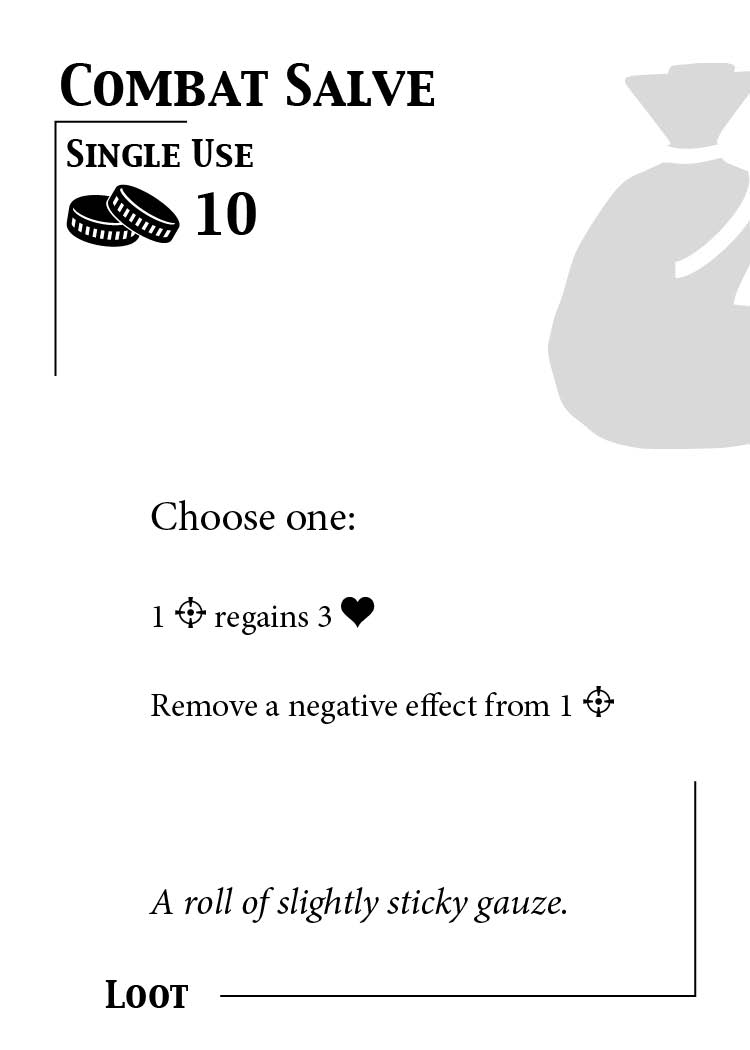 Combat Salve
Single Use
10
Choose one:
1 regains 3
Remove a negative effect from 1
A roll of slightly sticky gauze.
Loot